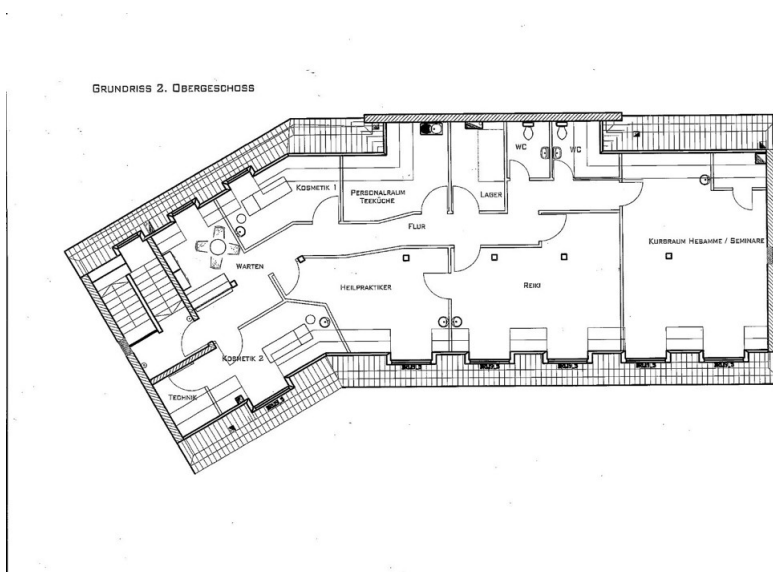 Grundriss 2. Obergeschoss
WC
WC
Kosmetik 1
Personalraum
Teeküche
Lager
Flur
Kursraum Hebamme / Seminare
Warten
Heilpraktiker
Reiki
Kosmetik 2
Technik